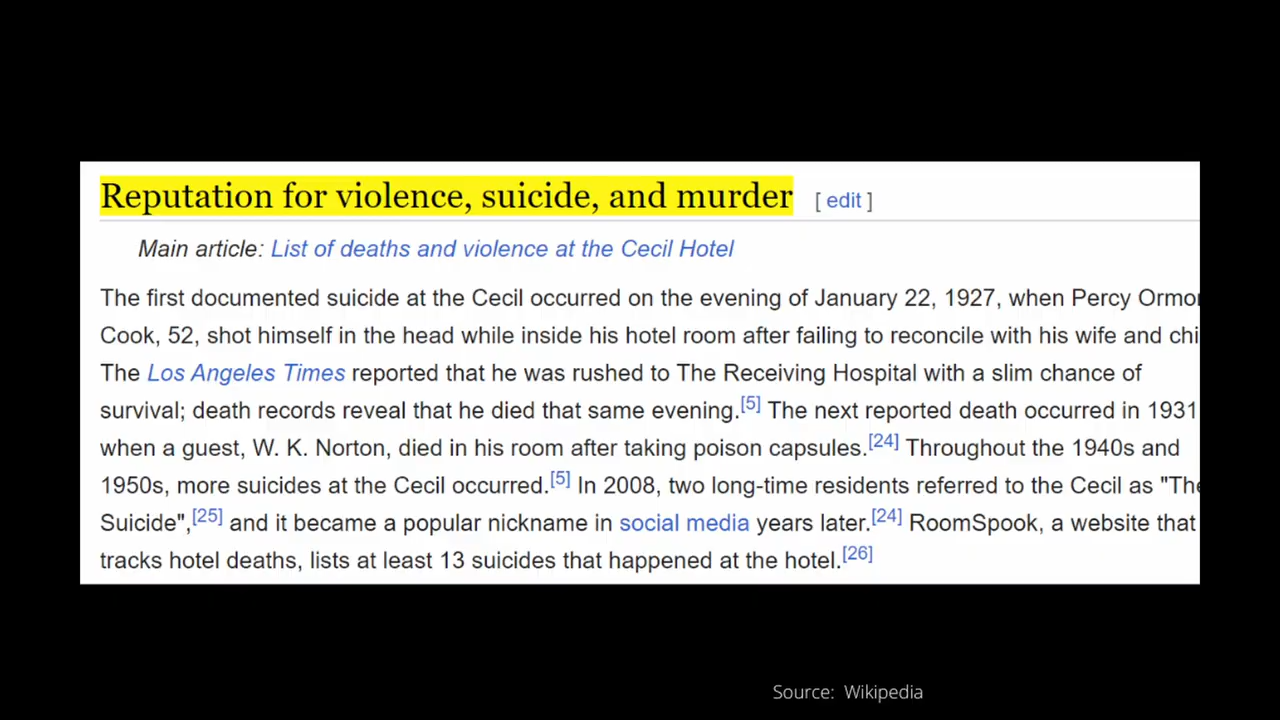 Reputation for violence, suicide, and murder [ edit ]
Main article: List of deaths and violence at the Cecil Hotel
The first documented suicide at the Cecil occurred on the evening of January 22, 1927, when Percy
Cook, 52, shot himself in the head while inside his hotel room after failing to reconcile with his wife and
The Los Angeles Times reported that he was rushed to The Receiving Hospital with a slim chance of
survival; death records reveal that he died that same evening.[5] The next reported death occurred in 1931
when a guest, W. K. Norton, died in his room after taking poison capsules.[24] Throughout the 1940s and
1950s, more suicides at the Cecil occurred.[5] In 2008, two long-time residents referred to the Cecil as "The
Suicide",[25] and it became a popular nickname in social media years later.[24] RoomSpook, a website that
tracks hotel deaths, lists at least 13 suicides that happened at the hotel.[26]
Source: Wikipedia